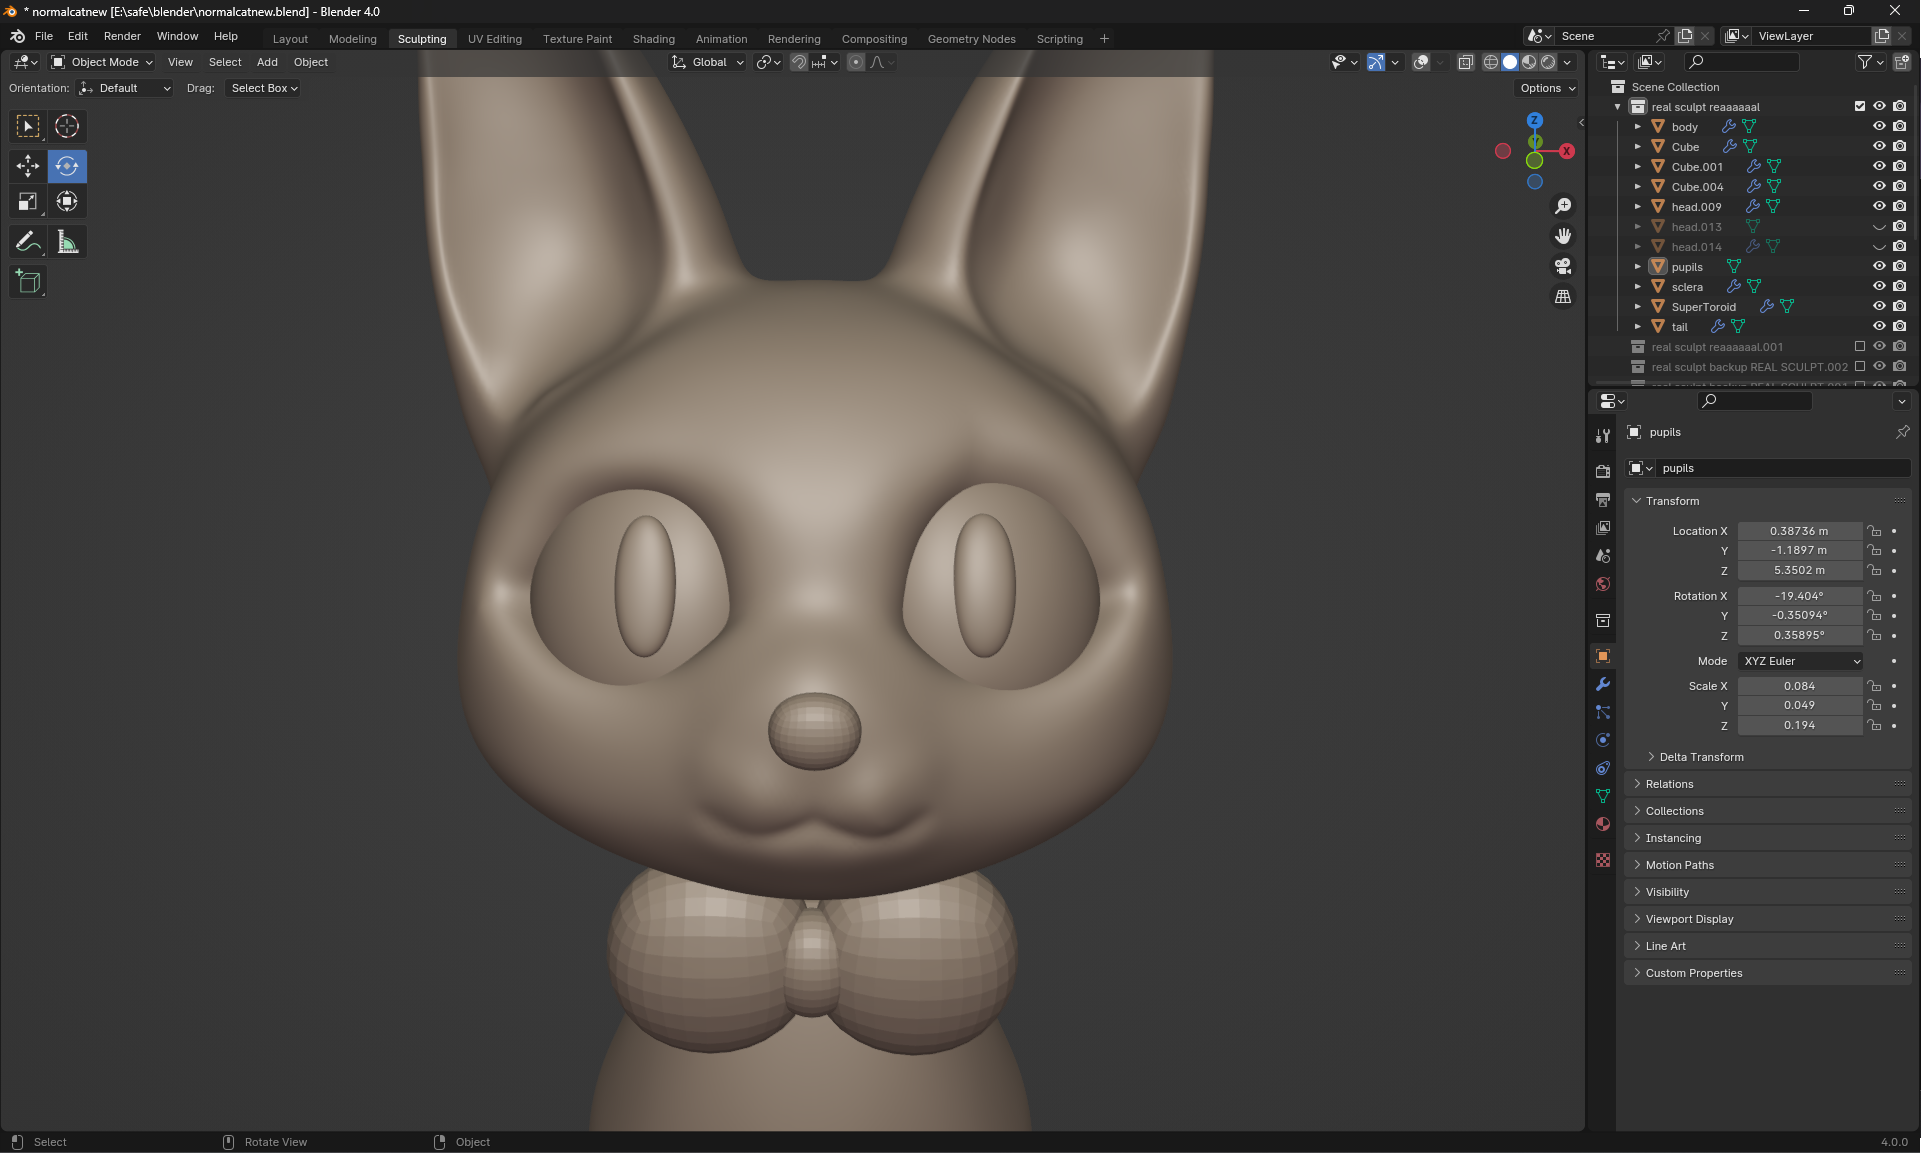 * normalcatnew [E:\safe\blender\normalcatnew.blend] - Blender 4.0
File Edit Render Window Help Layout Modeling Sculpting UV Editing Texture Paint Shading Animation Rendering Compositing Geometry Nodes Scripting + Scene ViewLayer
Object Mode View Select Add Object Global
Orientation: Default Drag: Select Box Options
Z
X
Scene Collection
real sculpt reaaaaaal
body
Cube
Cube.001
Cube.004
head.009
head.013
head.014
pupils
sclera
SuperToroid
tail
real sculpt reaaaaaal.001
real sculpt backup REAL SCULPT.002
pupils
pupils
Transform
Location X 0.38736 m
Y -1.1897 m
Z 5.3502 m
Rotation X -19.404°
Y -0.35094°
Z 0.35895°
Mode XYZ Euler
Scale X 0.084
Y 0.049
Z 0.194
Delta Transform
Relations
Collections
Instancing
Motion Paths
Visibility
Viewport Display
Line Art
Custom Properties
Select Rotate View Object 4.0.0